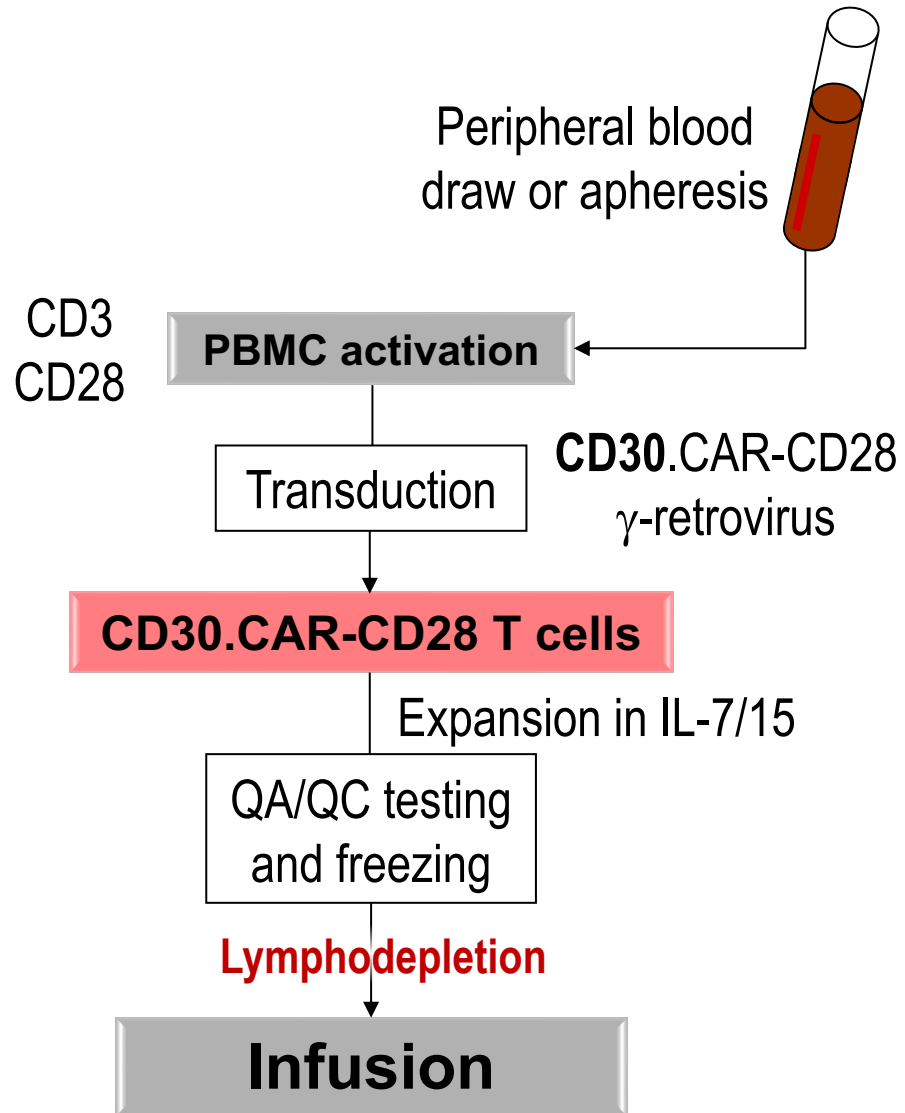 Peripheral blood
draw or apheresis
CD3
CD28
PBMC activation
Transduction
CD30.CAR-CD28
γ-retrovirus
CD30.CAR-CD28 T cells
Expansion in IL-7/15
QA/QC testing
and freezing
Lymphodepletion
Infusion